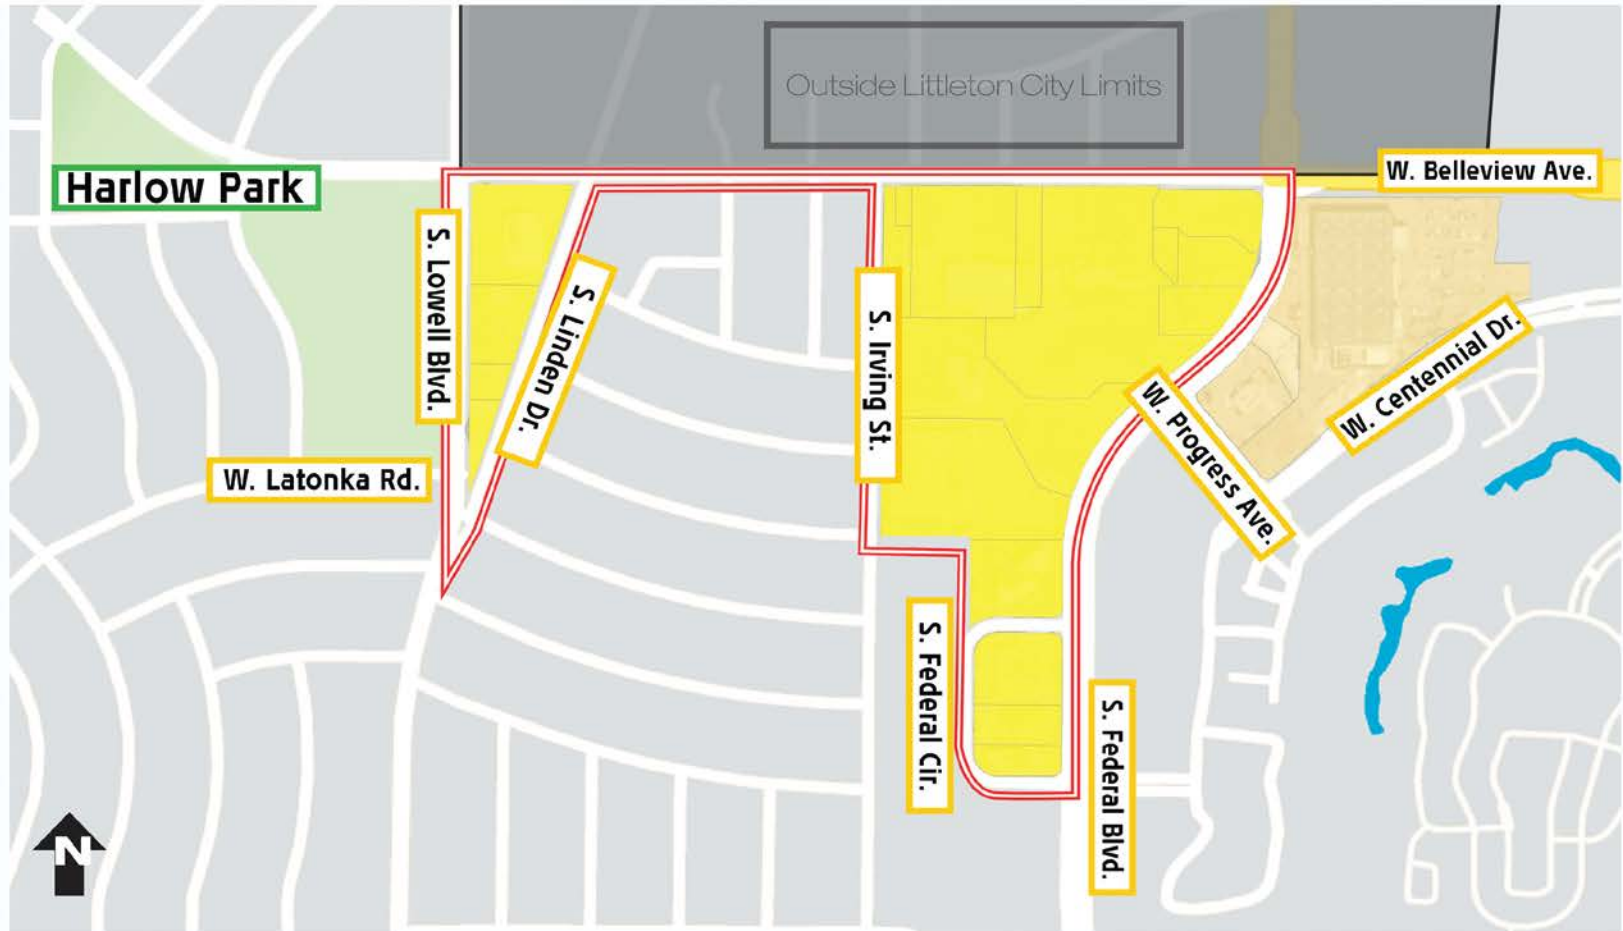 Outside Littleton City Limits
W. Belleview Ave.
Harlow Park
S. Lowell Blvd.
S. Linden Dr.
S. Irving St.
W. Centennial Dr.
W. Progress Ave.
W. Latonka Rd.
S. Federal Cir.
S. Federal Blvd.
N